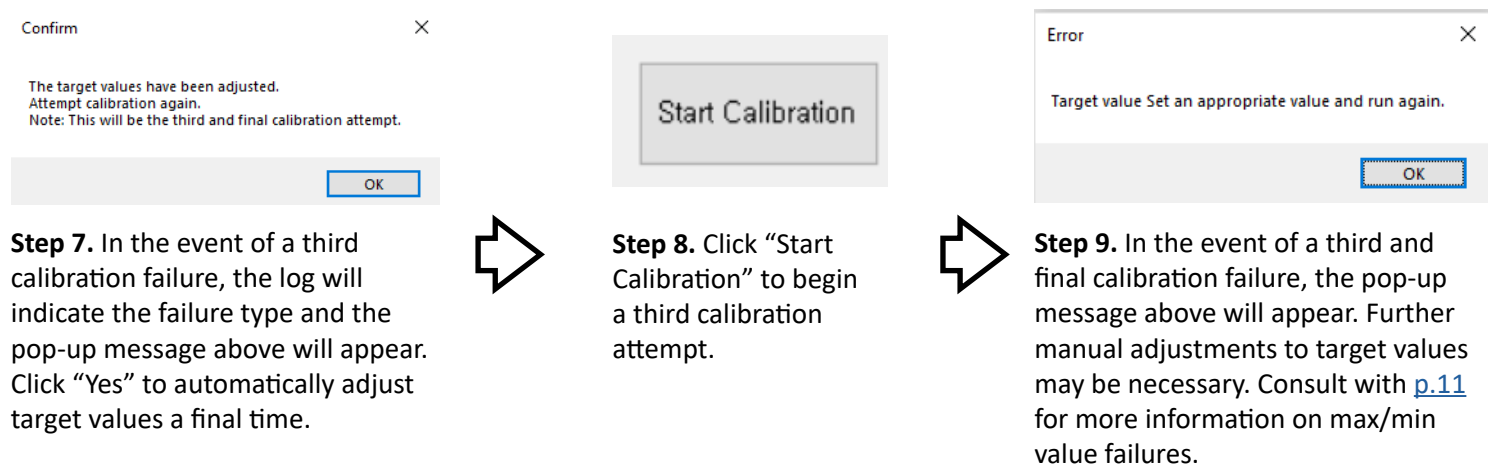 Confirm
The target values have been adjusted.
Attempt calibration again.
Note: This will be the third and final calibration attempt.
OK
Step 7. In the event of a third
calibration failure, the log will
indicate the failure type and the
pop-up message above will appear.
Click “Yes” to automatically adjust
target values a final time.
Start Calibration
Step 8. Click “Start
Calibration” to begin
a third calibration
attempt.
Error
Target value Set an appropriate value and run again.
OK
Step 9. In the event of a third and
final calibration failure, the pop-up
message above will appear. Further
manual adjustments to target values
may be necessary. Consult with p.11
for more information on max/min
value failures.